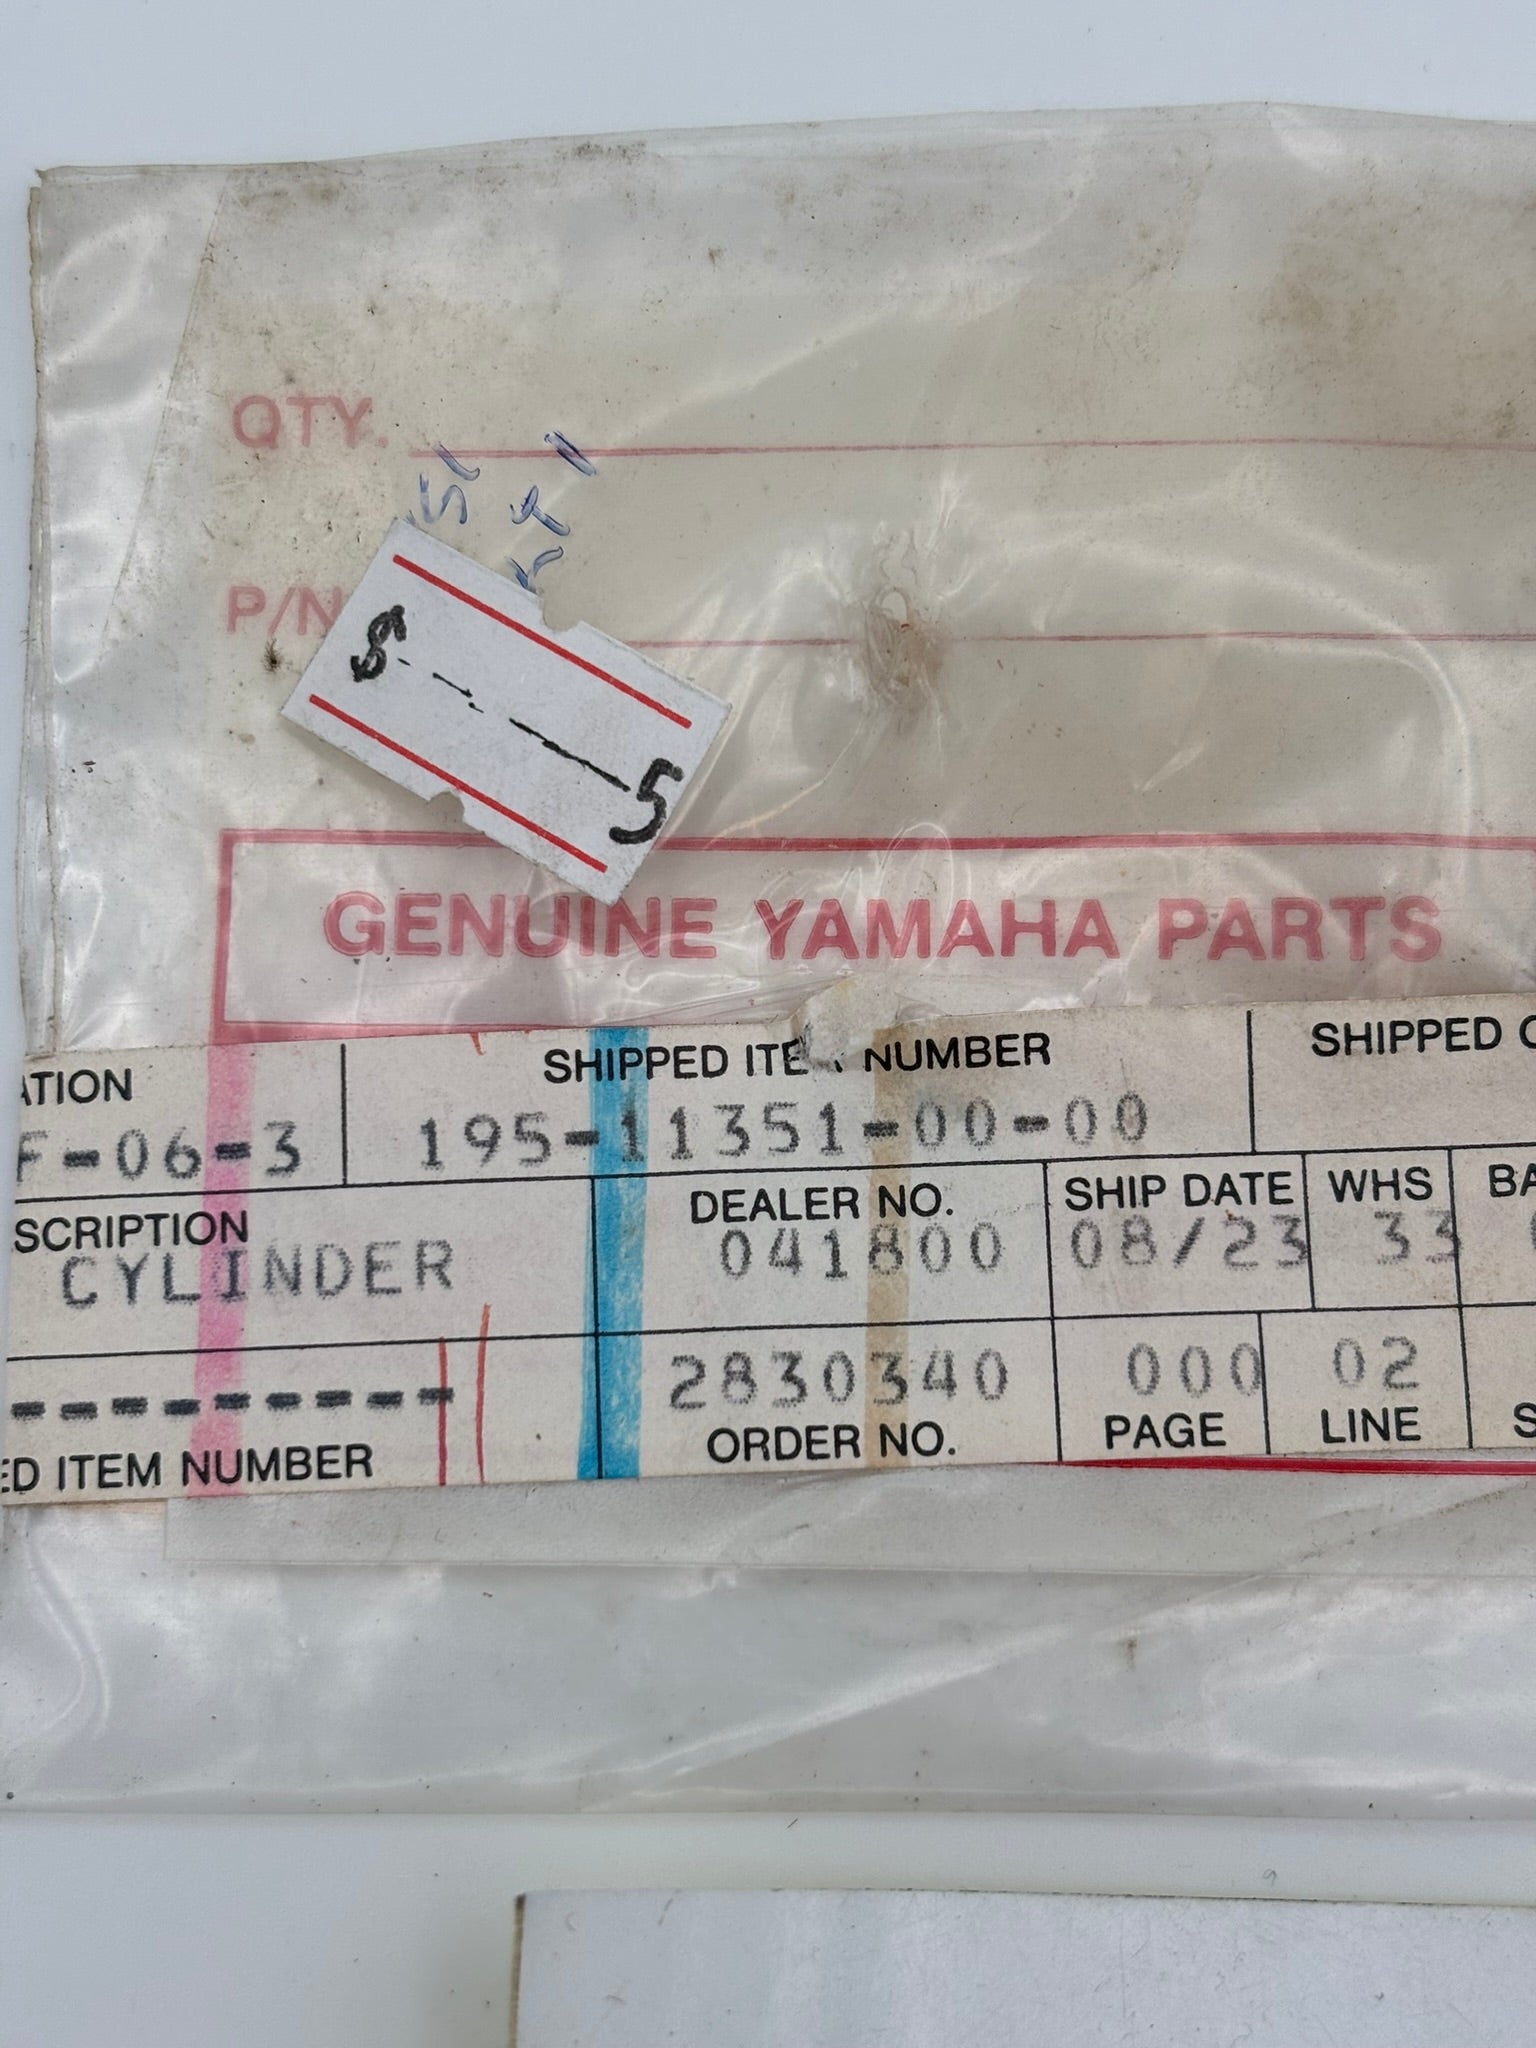 QTY.
P/N
$ 5
GENUINE YAMAHA PARTS
ATION
SHIPPED ITE NUMBER
SHIPPED
F-06-3
195-11351-00-00
SCRIPTION
DEALER NO.
SHIP DATE
WHS
BA
CYLINDER
041800
08/23
33
---------
2830340
000
02
ED ITEM NUMBER
ORDER NO.
PAGE
LINE
S